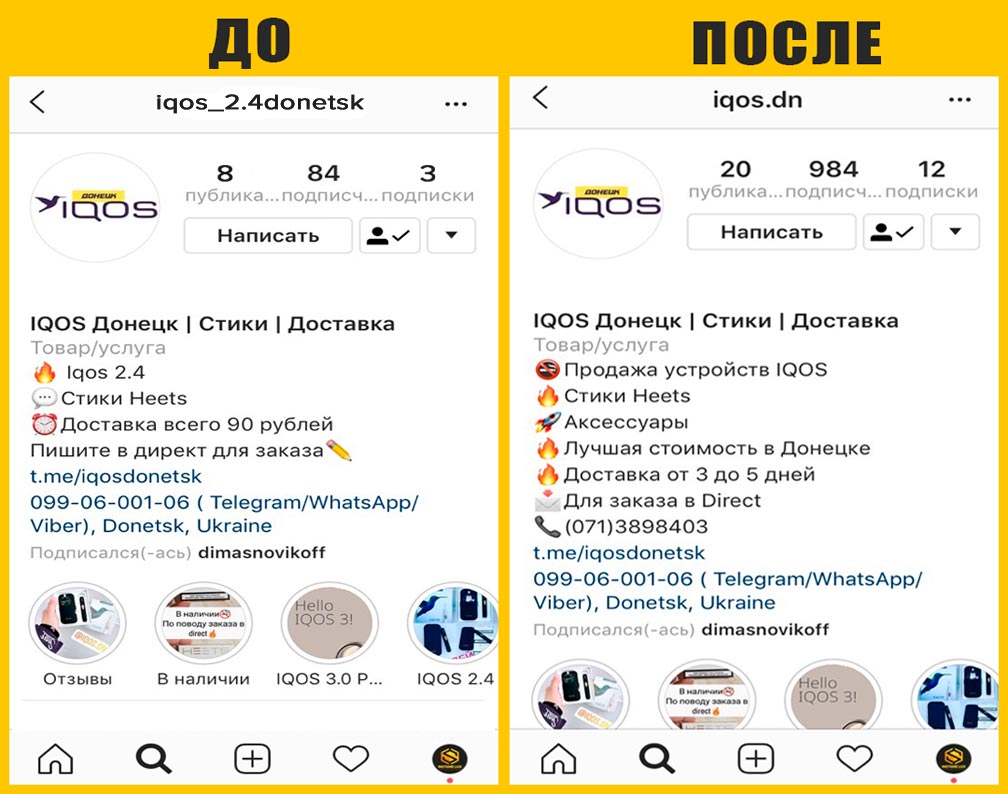 ДО
iqos_2.4donetsk
ДОНЕЦК
IQOS
8 84 3
публика... подписч... подписки
Написать
IQOS Донецк | Стики | Доставка
Товар/услуга
Iqos 2.4
Стики Heets
Доставка всего 90 рублей
Пишите в директ для заказа
t.me/iqosdonetsk
099-06-001-06 ( Telegram/WhatsApp/
Viber), Donetsk, Ukraine
Подписался(-ась) dimasnovikoff
В наличии
По поводу заказа в
direct
HEETS
Hello
IQOS 3!
Отзывы В наличии IQOS 3.0 P... IQOS 2.4
ПОСЛЕ
iqos.dn
ДОНЕЦК
IQOS
20 984 12
публика... подписч... подписки
Написать
IQOS Донецк | Стики | Доставка
Товар/услуга
Продажа устройств IQOS
Стики Heets
Аксессуары
Лучшая стоимость в Донецке
Доставка от 3 до 5 дней
Для заказа в Direct
(071)3898403
t.me/iqosdonetsk
099-06-001-06 ( Telegram/WhatsApp/
Viber), Donetsk, Ukraine
Подписался(-ась) dimasnovikoff
В наличии
По поводу заказа в
direct
Hello
IQOS 3!